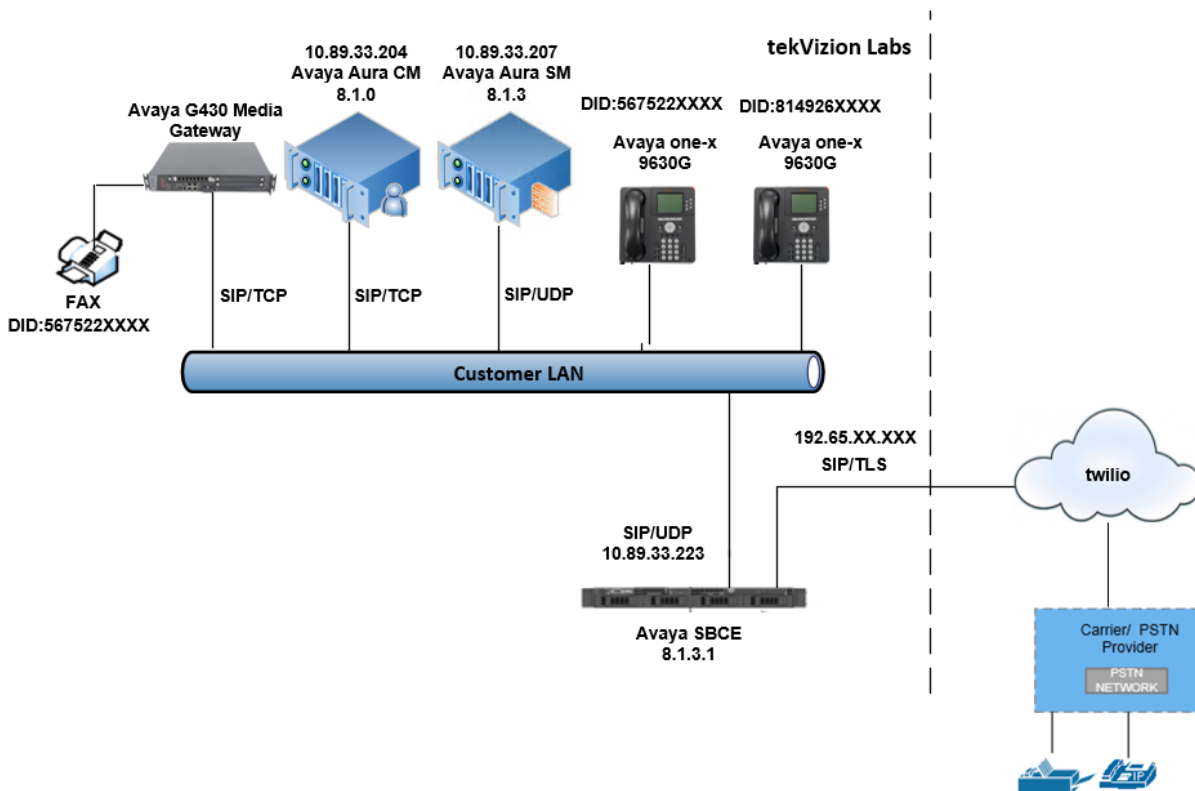 tekVizion Labs
10.89.33.204
Avaya Aura CM
8.1.0
10.89.33.207
Avaya Aura SM
8.1.3
Avaya G430 Media
Gateway
DID:567522XXXX
Avaya one-x
9630G
DID:814926XXXX
Avaya one-x
9630G
FAX
DID:567522XXXX
SIP/TCP
SIP/TCP
SIP/UDP
Customer LAN
192.65.XX.XXX
SIP/TLS
twilio
SIP/UDP
10.89.33.223
Avaya SBCE
8.1.3.1
Carrier/ PSTN
Provider
PSTN
NETWORK
IP